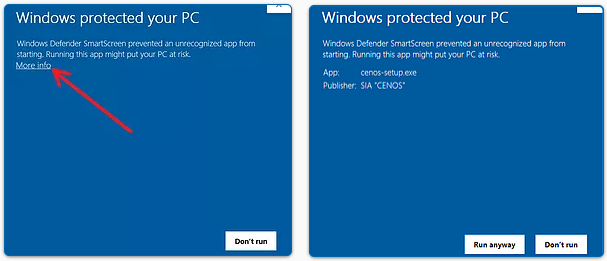 Windows protected your PC
Windows Defender SmartScreen prevented an unrecognized app from
starting. Running this app might put your PC at risk.
More info
Don't run
Windows protected your PC
Windows Defender SmartScreen prevented an unrecognized app from
starting. Running this app might put your PC at risk.
App: cenos-setup.exe
Publisher: SIA "CENOS"
Run anyway Don't run